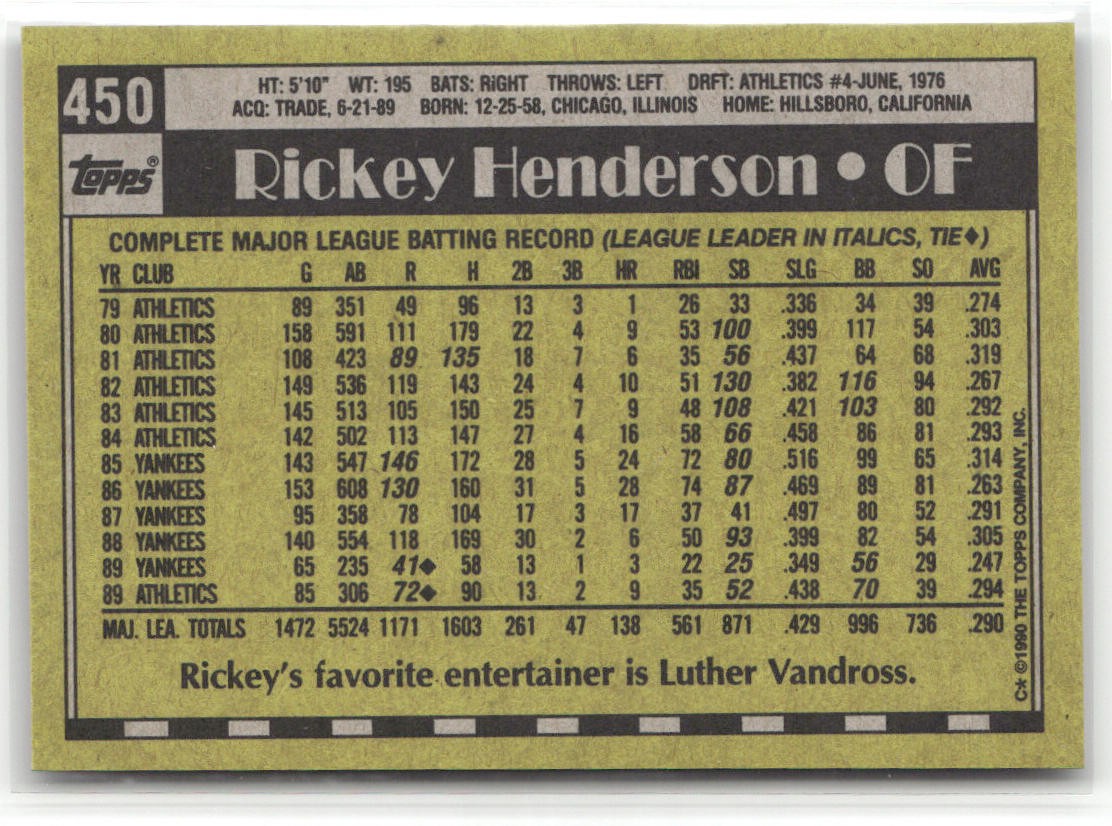 450
HT: 5'10" WT: 195 BATS: RIGHT THROWS: LEFT DRFT: ATHLETICS #4-JUNE, 1976
ACQ: TRADE, 6-21-89 BORN: 12-25-58, CHICAGO, ILLINOIS HOME: HILLSBORO, CALIFORNIA
TOPPS®
Rickey Henderson • OF
COMPLETE MAJOR LEAGUE BATTING RECORD (LEAGUE LEADER IN ITALICS, TIE♦)
YR CLUB G AB R H 2B 3B HR RBI SB SLG BB SO AVG
79 ATHLETICS 89 351 49 96 13 3 1 26 33 .336 34 39 .274
80 ATHLETICS 158 591 111 179 22 4 9 53 100 .399 117 54 .303
81 ATHLETICS 108 423 89 135 18 7 6 35 56 .437 64 68 .319
82 ATHLETICS 149 536 119 143 24 4 10 51 130 .382 116 94 .267
83 ATHLETICS 145 513 105 150 25 7 9 48 108 .421 103 80 .292
84 ATHLETICS 142 502 113 147 27 4 16 58 66 .458 86 81 .293
85 YANKEES 143 547 146 172 28 5 24 72 80 .516 99 65 .314
86 YANKEES 153 608 130 160 31 5 28 74 87 .469 89 81 .263
87 YANKEES 95 358 78 104 17 3 17 37 41 .497 80 52 .291
88 YANKEES 140 554 118 169 30 2 6 50 93 .399 82 54 .305
89 YANKEES 65 235 41♦ 58 13 1 3 22 25 .349 56 29 .247
89 ATHLETICS 85 306 72♦ 90 13 2 9 35 52 .438 70 39 .294
MAJ. LEA. TOTALS 1472 5524 1171 1603 261 47 138 561 871 .429 996 736 .290
Rickey's favorite entertainer is Luther Vandross.
C* ©1990 THE TOPPS COMPANY, INC.